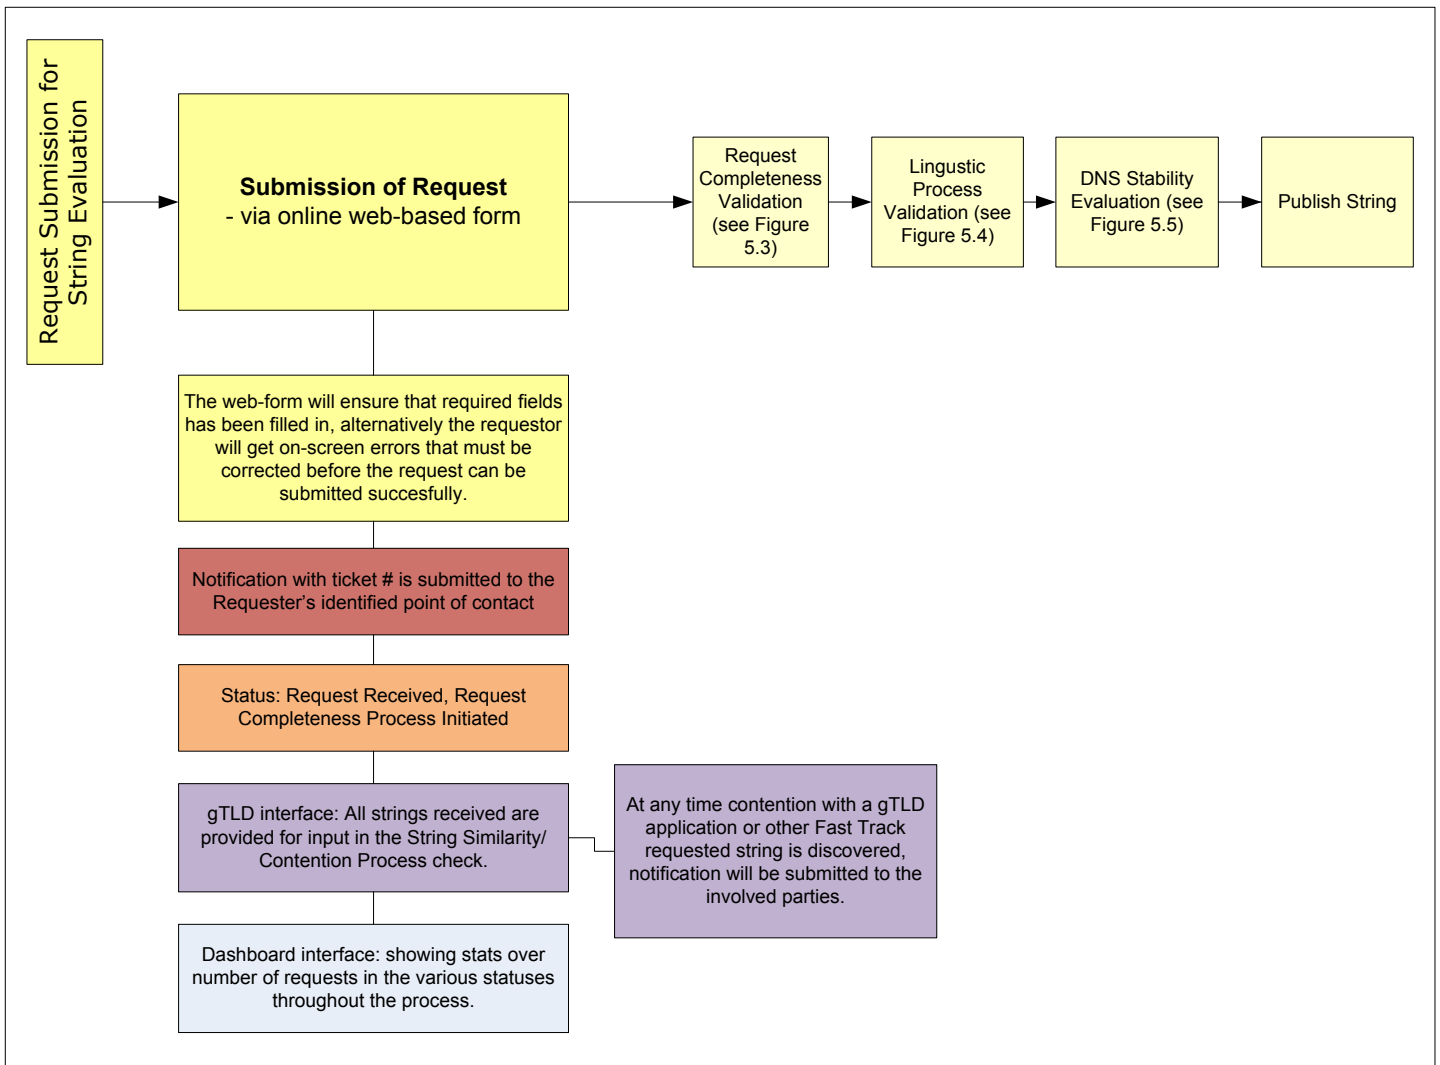 Request Submission for
String Evaluation
Submission of Request
- via online web-based form
Request
Completeness
Validation
(see Figure
5.3)
Lingustic
Process
Validation (see
Figure 5.4)
DNS Stability
Evaluation (see
Figure 5.5)
Publish String
The web-form will ensure that required fields
has been filled in, alternatively the requestor
will get on-screen errors that must be
corrected before the request can be
submitted succesfully.
Notification with ticket # is submitted to the
Requester’s identified point of contact
Status: Request Received, Request
Completeness Process Initiated
gTLD interface: All strings received are
provided for input in the String Similarity/
Contention Process check.
At any time contention with a gTLD
application or other Fast Track
requested string is discovered,
notification will be submitted to the
involved parties.
Dashboard interface: showing stats over
number of requests in the various statuses
throughout the process.